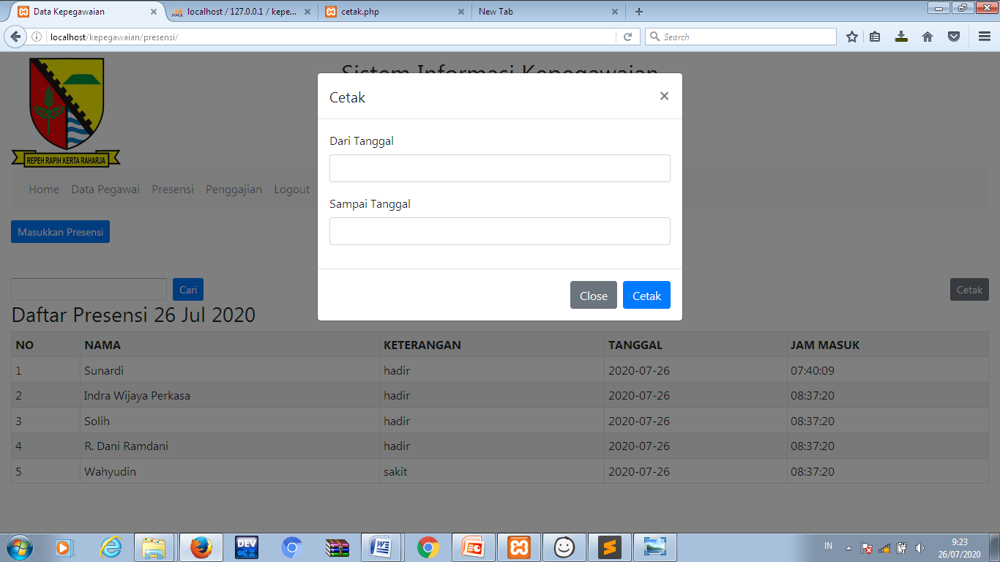 Data Kepegawaian
localhost / 127.0.0.1 / kepe...
cetak.php
New Tab
localhost/kepegawaian/presensi/
Search
Sistem Informasi Kepegawaian
REPEH RAPIH KERTA RAHARJA
Home Data Pegawai Presensi Penggajian Logout
Masukkan Presensi
Cetak
×
Dari Tanggal
Sampai Tanggal
Close Cetak
Cari
Cetak
Daftar Presensi 26 Jul 2020
NO NAMA KETERANGAN TANGGAL JAM MASUK
1 Sunardi hadir 2020-07-26 07:40:09
2 Indra Wijaya Perkasa hadir 2020-07-26 08:37:20
3 Solih hadir 2020-07-26 08:37:20
4 R. Dani Ramdani hadir 2020-07-26 08:37:20
5 Wahyudin sakit 2020-07-26 08:37:20
DEV
C++
IN
9:23
26/07/2020